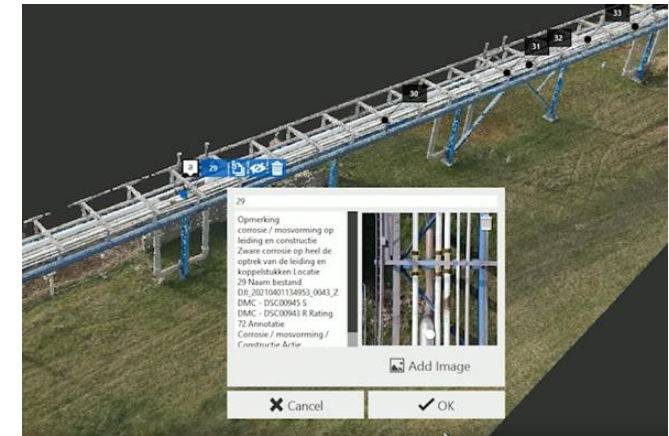 33
32
31
30
a 29
29
Opmerking
corrosie / mosvorming op
leiding en constructie
Zware corrosie op heel de
optrek van de leiding en
koppelstukken Locatie
29 Naam bestand
DJI_20210401134953_0043_Z
DMC - DSC00945 S
DMC - DSC00943 R Rating
72 Annotatie
Corrosie / mosvorming /
Constructie Actie
Add Image
Cancel
OK